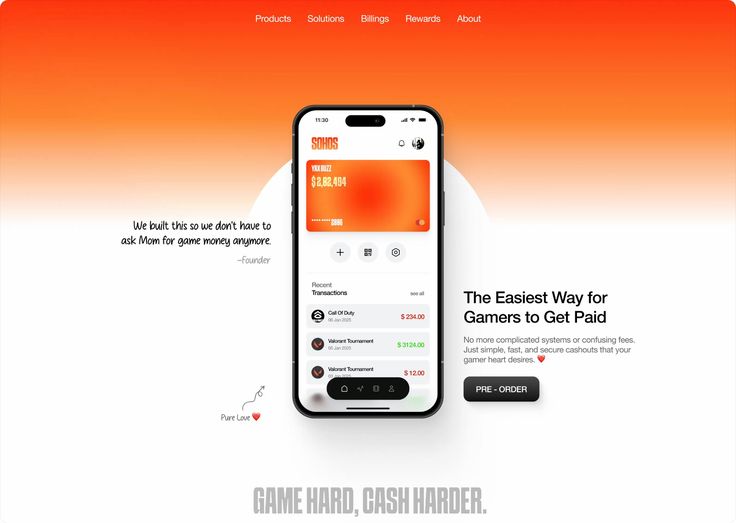 Products Solutions Billings Rewards About
11:30
SOHOS
VAX BUZZ
$2,82,494
We built this so we don't have to
ask Mom for game money anymore.
-Founder
Recent
Transactions
see all
Call Of Duty
$ 234.00
Valorant Tournament
$ 3124.00
Valorant Tournament
$ 12.00
The Easiest Way for
Gamers to Get Paid
No more complicated systems or confusing fees.
Just simple, fast, and secure cashouts that your
gamer heart desires. ❤️
PRE - ORDER
Pure Love ❤️
GAME HARD, CASH HARDER.